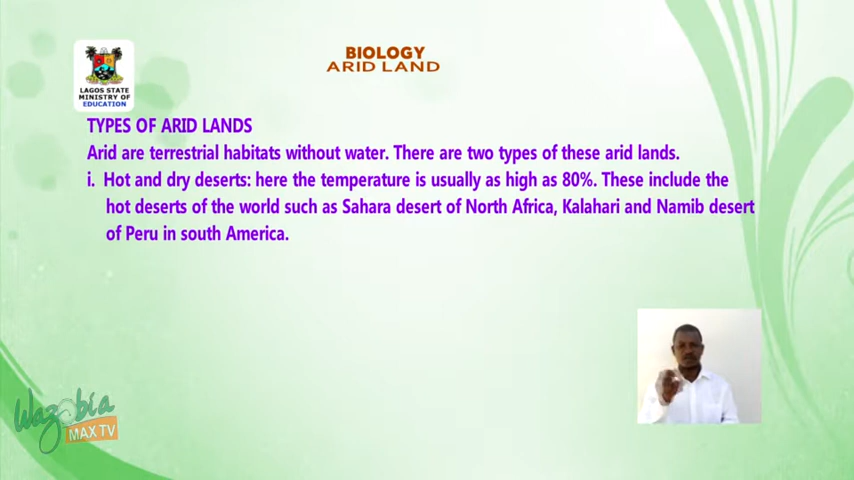 BIOLOGY
ARID LAND
LAGOS STATE
MINISTRY OF
EDUCATION
TYPES OF ARID LANDS
Arid are terrestrial habitats without water. There are two types of these arid lands.
i. Hot and dry deserts: here the temperature is usually as high as 80%. These include the
hot deserts of the world such as Sahara desert of North Africa, Kalahari and Namib desert
of Peru in south America.
Wazobia
MAX TV